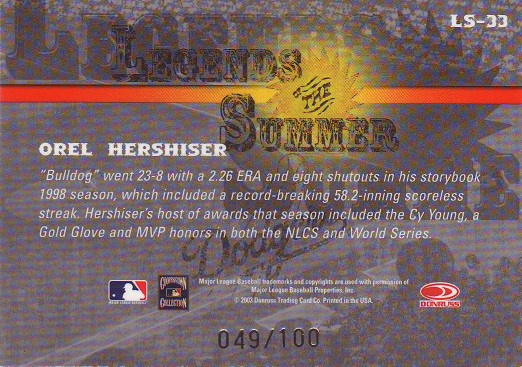 LS-33
LEGENDS
OF THE
SUMMER
OREL HERSHISER
"Bulldog" went 23-8 with a 2.26 ERA and eight shutouts in his storybook
1998 season, which included a record-breaking 58.2-inning scoreless
streak. Hershiser's host of awards that season included the Cy Young, a
Gold Glove and MVP honors in both the NLCS and World Series.
Dodgers
Major League Baseball trademarks and copyrights are used with permission of
Major League Baseball Properties, Inc.
© 2003 Donruss Trading Card Co. Printed in the USA.
COOPERSTOWN
COLLECTION
DONRUSS
049/100